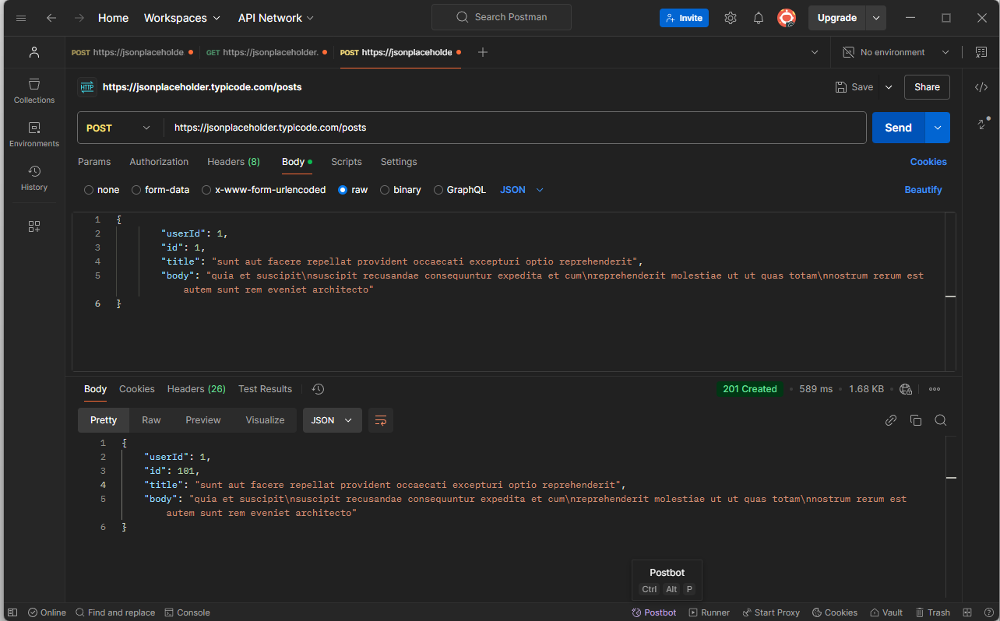 Home Workspaces API Network Search Postman Invite Upgrade
POST https://jsonplaceholde GET https://jsonplaceholder. POST https://jsonplaceholde No environment
HTTP https://jsonplaceholder.typicode.com/posts Save Share
Collections
POST https://jsonplaceholder.typicode.com/posts Send
Environments
Params Authorization Headers (8) Body Scripts Settings Cookies
History
none form-data x-www-form-urlencoded raw binary GraphQL JSON Beautify
1 {
2 "userId": 1,
3 "id": 1,
4 "title": "sunt aut facere repellat provident occaecati excepturi optio reprehenderit",
5 "body": "quia et suscipit\nsuscipit recusandae consequuntur expedita et cum\nreprehenderit molestiae ut ut quas totam\nnostrum rerum est
autem sunt rem eveniet architecto"
6 }
Body Cookies Headers (26) Test Results 201 Created 589 ms 1.68 KB
Pretty Raw Preview Visualize JSON
1 {
2 "userId": 1,
3 "id": 101,
4 "title": "sunt aut facere repellat provident occaecati excepturi optio reprehenderit",
5 "body": "quia et suscipit\nsuscipit recusandae consequuntur expedita et cum\nreprehenderit molestiae ut ut quas totam\nnostrum rerum est
autem sunt rem eveniet architecto"
6 }
Postbot
Ctrl Alt P
Online Find and replace Console Postbot Runner Start Proxy Cookies Vault Trash